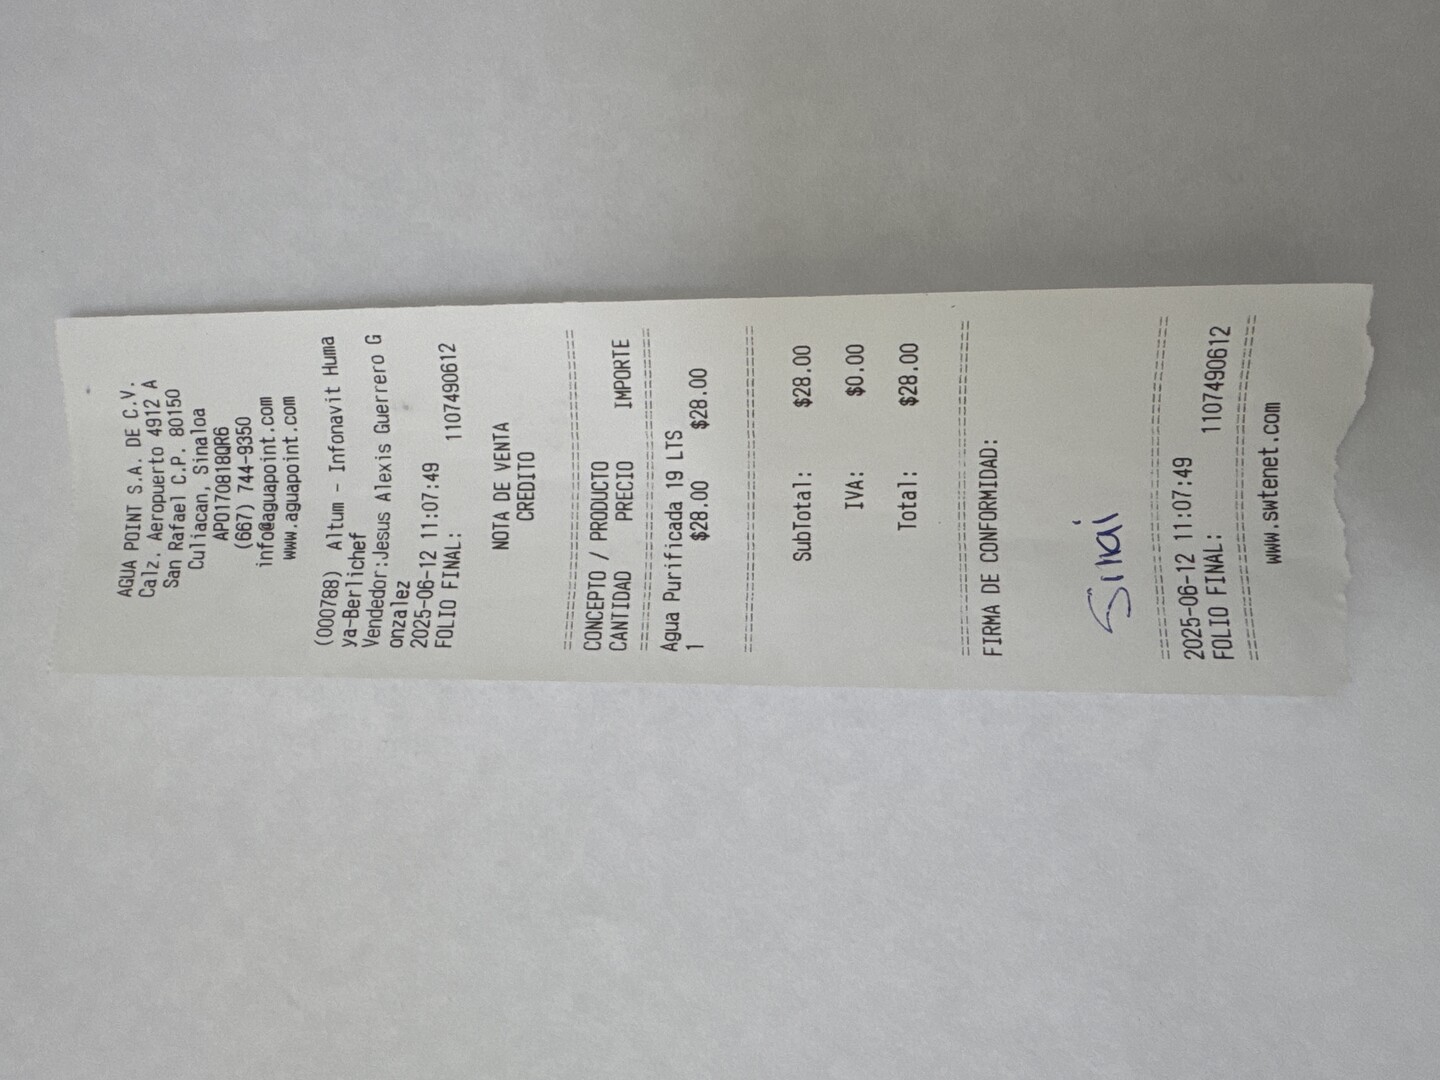 AGUA POINT S.A. DE C.V.
Calz. Aeropuerto 4912 A
San Rafael C.P. 80150
Culiacan, Sinaloa
APO170818QR6
(667) 744-9350
info@aguapoint.com
www.aguapoint.com
(000788) Altum - Infonavit Huma
ya-Berlichef
Vendedor:Jesus Alexis Guerrero G
onzalez
2025-06-12 11:07:49
FOLIO FINAL: 1107490612
NOTA DE VENTA
CREDITO
================================
CONCEPTO / PRODUCTO
CANTIDAD PRECIO IMPORTE
================================
Agua Purificada 19 LTS
1 $28.00 $28.00
================================
SubTotal: $28.00
IVA: $0.00
Total: $28.00
================================
FIRMA DE CONFORMIDAD:
Sinai
================================
2025-06-12 11:07:49
FOLIO FINAL: 1107490612
================================
www.swtenet.com